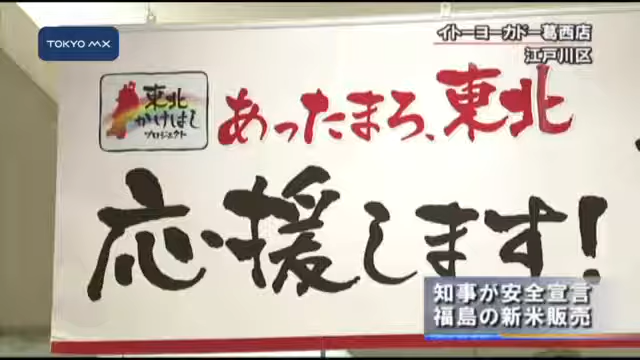 TOKYO MX
イトーヨーカドー葛西店
江戸川区
東北
かけはし
プロジェクト
あったまろ、東北
応援します!
知事が安全宣言
福島の新米販売